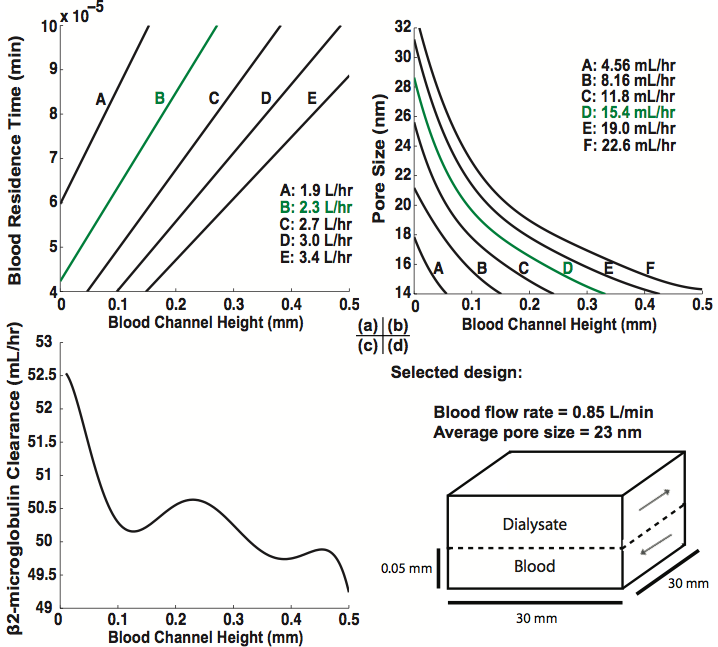 x 10⁻⁵
Blood Residence Time (min)
10
9
8
7
6
5
4
A
B
C
D
E
A: 1.9 L/hr
B: 2.3 L/hr
C: 2.7 L/hr
D: 3.0 L/hr
E: 3.4 L/hr
0 0.1 0.2 0.3 0.4 0.5
Blood Channel Height (mm)
Pore Size (nm)
32
30
28
26
24
22
20
18
16
14
A: 4.56 mL/hr
B: 8.16 mL/hr
C: 11.8 mL/hr
D: 15.4 mL/hr
E: 19.0 mL/hr
F: 22.6 mL/hr
A
B
C
D
E
F
0 0.1 0.2 0.3 0.4 0.5
Blood Channel Height (mm)
(a) (b)
(c) (d)
β2-microglobulin Clearance (mL/hr)
53
52.5
52
51.5
51
50.5
50
49.5
49
0 0.1 0.2 0.3 0.4 0.5
Blood Channel Height (mm)
Selected design:
Blood flow rate = 0.85 L/min
Average pore size = 23 nm
Dialysate
Blood
0.05 mm
30 mm
30 mm